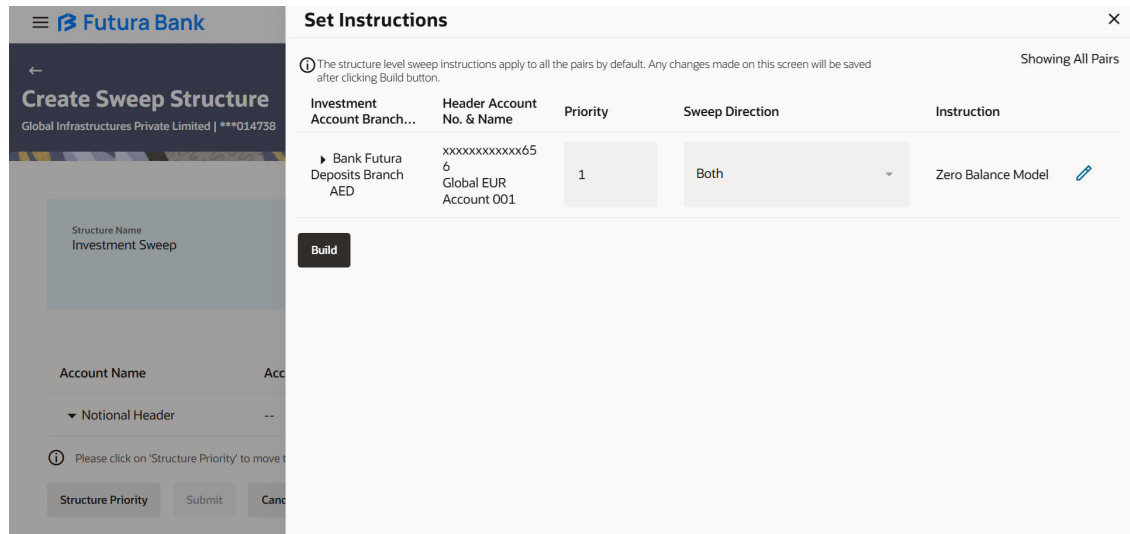 Futura Bank
Create Sweep Structure
Global Infrastructures Private Limited | ***014738
Structure Name
Investment Sweep
Account Name Acc
Notional Header --
Please click on 'Structure Priority' to move t
Structure Priority Submit Canc
Set Instructions
The structure level sweep instructions apply to all the pairs by default. Any changes made on this screen will be saved
after clicking Build button.
Showing All Pairs
Investment
Account Branch...
Header Account
No. & Name
Priority
Sweep Direction
Instruction
Bank Futura
Deposits Branch
AED
xxxxxxxxxxxx65
6
Global EUR
Account 001
1
Both
Zero Balance Model
Build